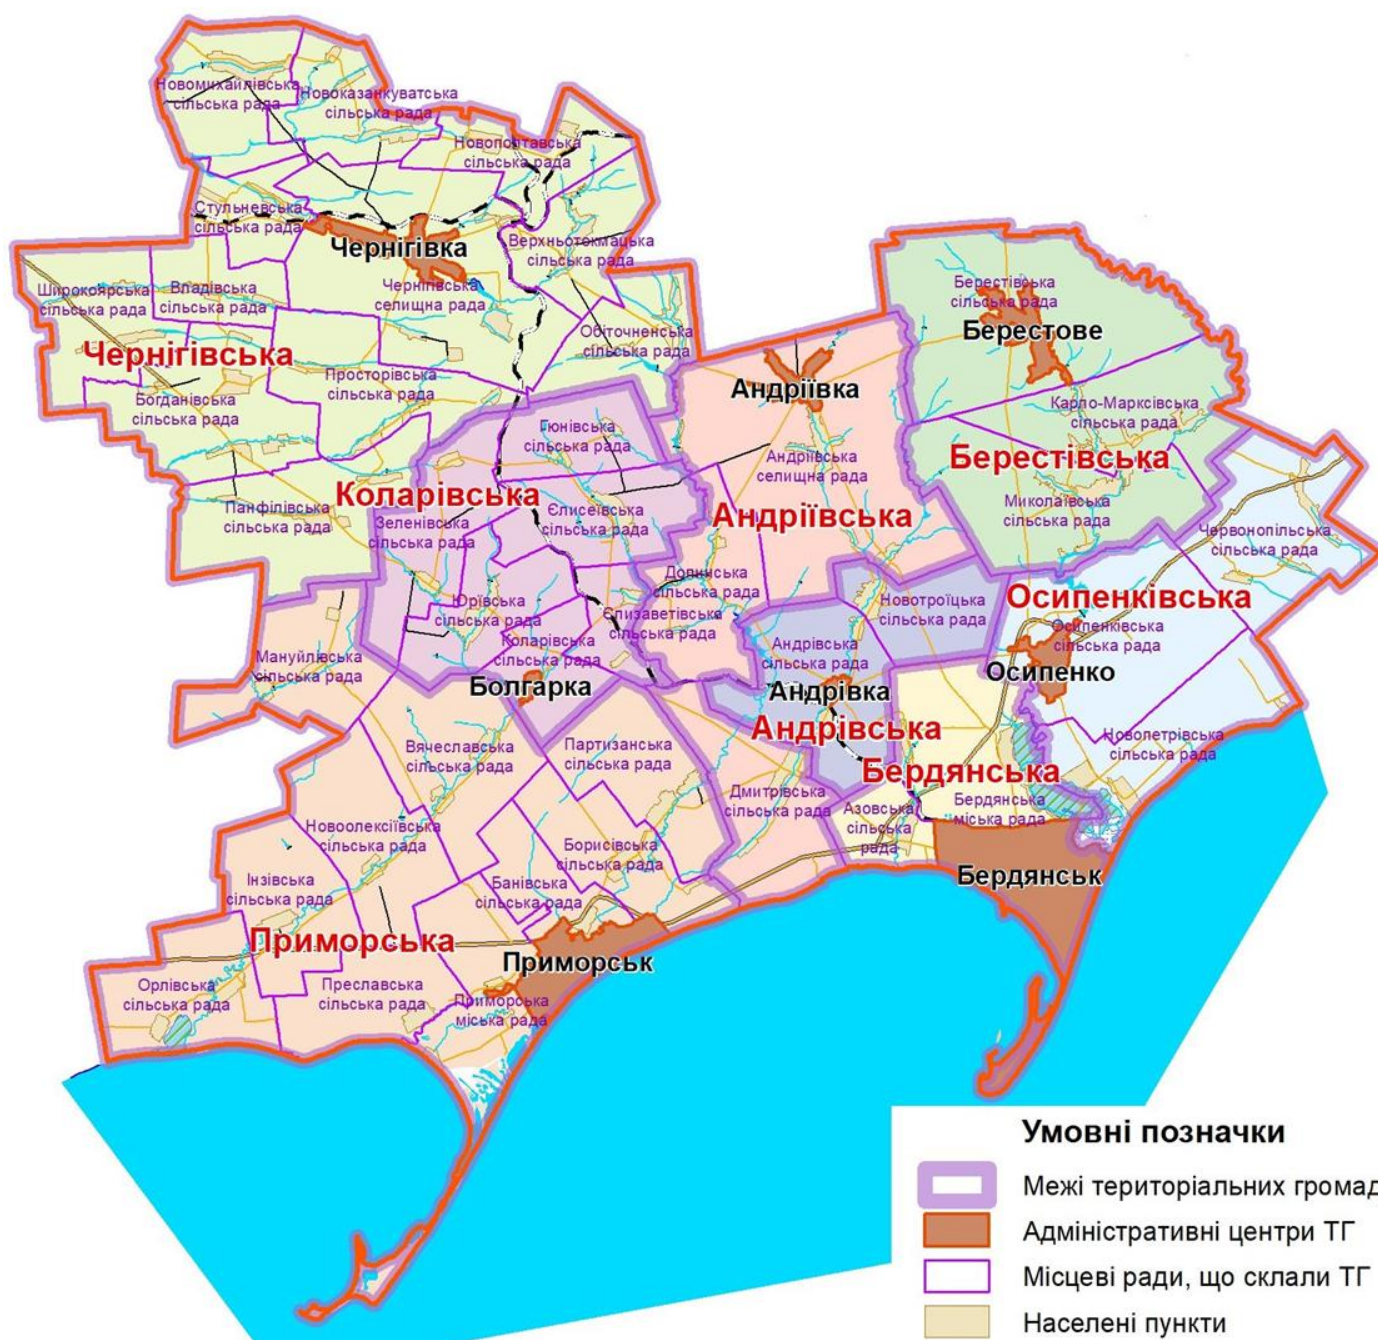 Новомихайлівська
сільська рада
Новоказанкуватська
сільська рада
Новополтавська
сільська рада
Стульневська
сільська рада
Чернігівка
Верхньотокмацька
сільська рада
Широкоярська
сільська рада
Владівська
сільська рада
Чернігівська
селищна рада
Берестівська
сільська рада
Берестове
Обіточненська
сільська рада
Чернігівська
Просторівська
сільська рада
Богданівська
сільська рада
Андріївка
Карло-Марксівська
сільська рада
Гюнівська
сільська рада
Андріївська
селищна рада
Берестівська
Коларівська
Панфілівська
сільська рада
Зеленівська
сільська рада
Єлисеївська
сільська рада
Андріївська
Миколаївська
сільська рада
Червонопільська
сільська рада
Долинська
сільська рада
Юріївська
сільська рада
Єлизаветівська
сільська рада
Новотроїцька
сільська рада
Осипенківська
Осипенківська
сільська рада
Коларівська
сільська рада
Андрівська
сільська рада
Мануйлівська
сільська рада
Болгарка
Андрівка
Осипенко
Андрівська
Вячеславська
сільська рада
Партизанська
сільська рада
Новопетрівська
сільська рада
Бердянська
Дмитрівська
сільська рада
Азовська
сільська
рада
Бердянська
міська рада
Новоолексіївська
сільська рада
Борисівська
сільська рада
Інзівська
сільська рада
Банівська
сільська рада
Бердянськ
Приморська
Приморськ
Орлівська
сільська рада
Преславська
сільська рада
Приморська
міська рада
Умовні позначки
Межі територіальних громад
Адміністративні центри ТГ
Місцеві ради, що склали ТГ
Населені пункти